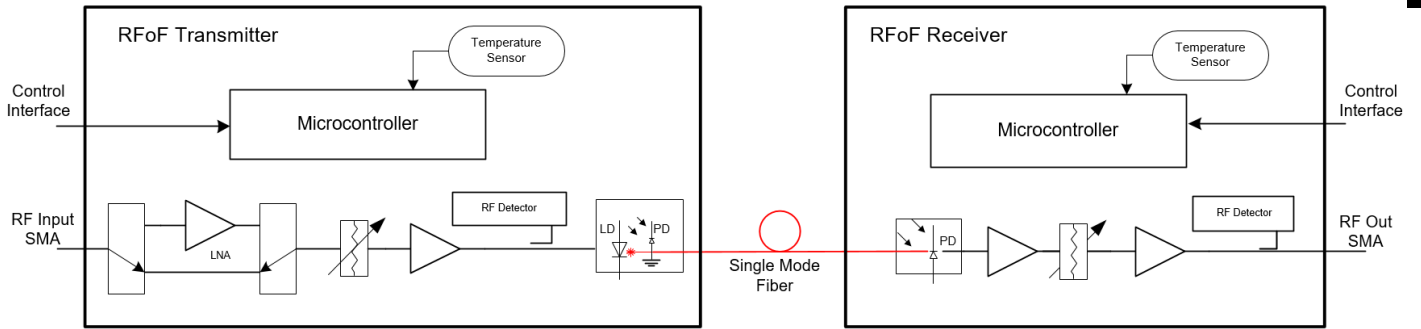 RFoF Transmitter
Temperature
Sensor
Control
Interface
Microcontroller
RF Input
SMA
LNA
RF Detector
LD
PD
Single Mode
Fiber
RFoF Receiver
Temperature
Sensor
Control
Interface
Microcontroller
PD
RF Detector
RF Out
SMA